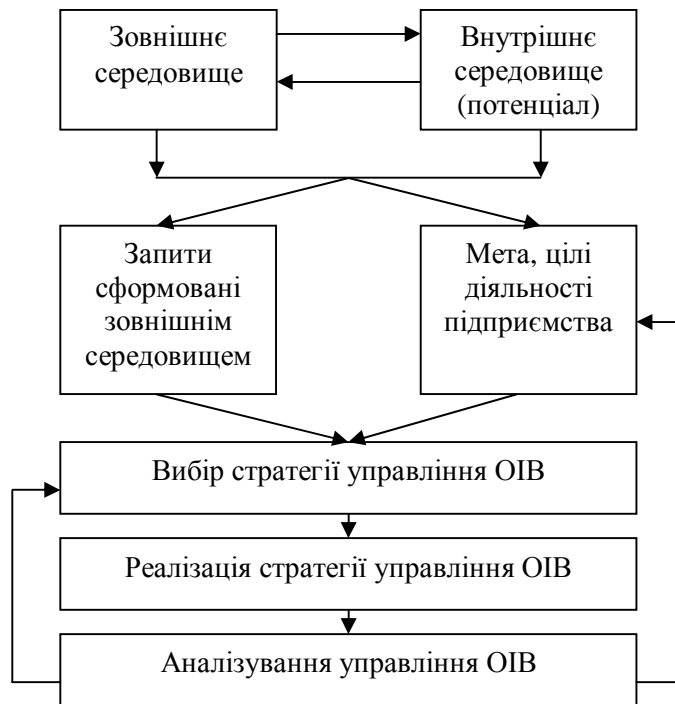 Зовнішнє
середовище
Внутрішнє
середовище
(потенціал)
Запити
сформовані
зовнішнім
середовищем
Мета, цілі
діяльності
підприємства
Вибір стратегії управління ОІВ
Реалізація стратегії управління ОІВ
Аналізування управління ОІВ